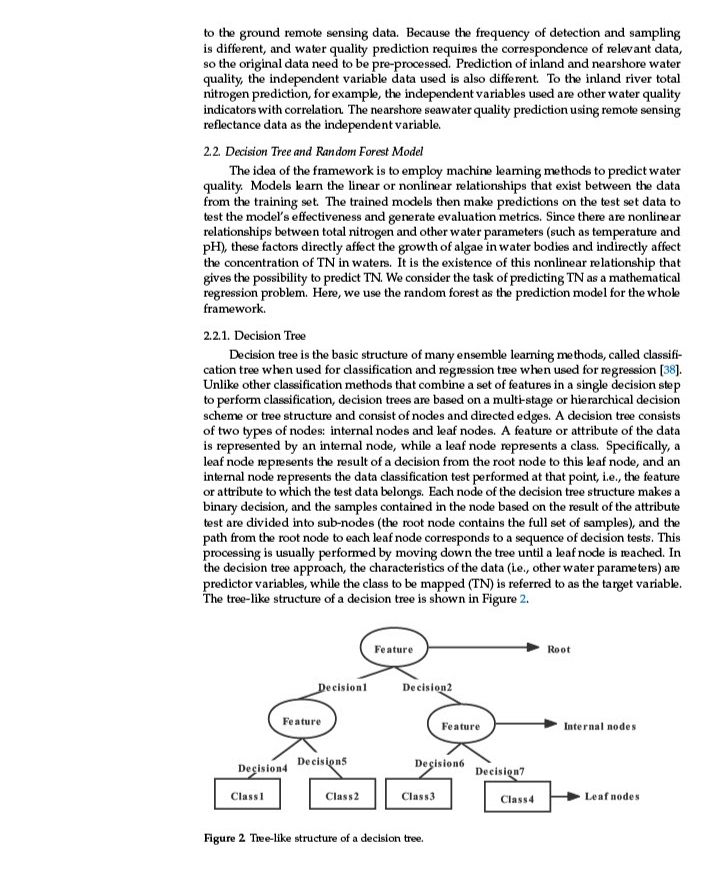 to the ground remote sensing data. Because the frequency of detection and sampling
is different, and water quality prediction requires the correspondence of relevant data,
so the original data need to be pre-processed. Prediction of inland and nearshore water
quality, the independent variable data used is also different. To the inland river total
nitrogen prediction, for example, the independent variables used are other water quality
indicators with correlation. The nearshore seawater quality prediction using remote sensing
reflectance data as the independent variable.
2.2. Decision Tree and Random Forest Model
The idea of the framework is to employ machine learning methods to predict water
quality. Models learn the linear or nonlinear relationships that exist between the data
from the training set. The trained models then make predictions on the test set data to
test the model's effectiveness and generate evaluation metrics. Since there are nonlinear
relationships between total nitrogen and other water parameters (such as temperature and
pH), these factors directly affect the growth of algae in water bodies and indirectly affect
the concentration of TN in waters. It is the existence of this nonlinear relationship that
gives the possibility to predict TN. We consider the task of predicting TN as a mathematical
regression problem. Here, we use the random forest as the prediction model for the whole
framework.
2.2.1. Decision Tree
Decision tree is the basic structure of many ensemble learning methods, called classifi-
cation tree when used for classification and regression tree when used for regression [38].
Unlike other classification methods that combine a set of features in a single decision step
to perform classification, decision trees are based on a multi-stage or hierarchical decision
scheme or tree structure and consist of nodes and directed edges. A decision tree consists
of two types of nodes: internal nodes and leaf nodes. A feature or attribute of the data
is represented by an internal node, while a leaf node represents a class. Specifically, a
leaf node represents the result of a decision from the root node to this leaf node, and an
internal node represents the data classification test performed at that point, i.e., the feature
or attribute to which the test data belongs. Each node of the decision tree structure makes a
binary decision, and the samples contained in the node based on the result of the attribute
test are divided into sub-nodes (the root node contains the full set of samples), and the
path from the root node to each leaf node corresponds to a sequence of decision tests. This
processing is usually performed by moving down the tree until a leaf node is reached. In
the decision tree approach, the characteristics of the data (i.e., other water parameters) are
predictor variables, while the class to be mapped (TN) is referred to as the target variable.
The tree-like structure of a decision tree is shown in Figure 2.
Feature Root
Decision1 Decision2
Feature Feature Internal nodes
Decision4 Decision5 Decision6 Decision7
Class1 Class2 Class3 Class4 Leaf nodes
Figure 2. Tree-like structure of a decision tree.